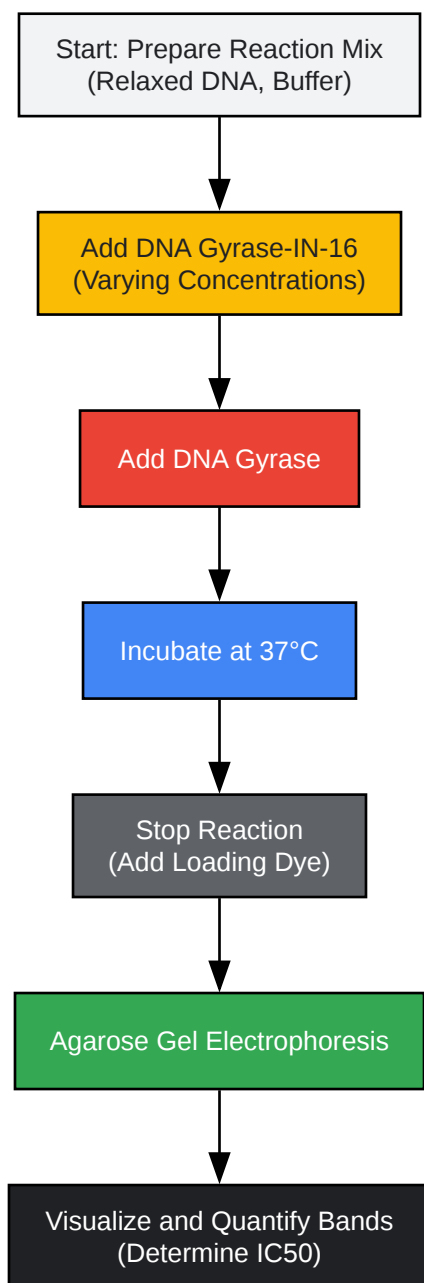 Start: Prepare Reaction Mix
(Relaxed DNA, Buffer)
Add DNA Gyrase-IN-16
(Varying Concentrations)
Add DNA Gyrase
Incubate at 37°C
Stop Reaction
(Add Loading Dye)
Agarose Gel Electrophoresis
Visualize and Quantify Bands
(Determine IC50)